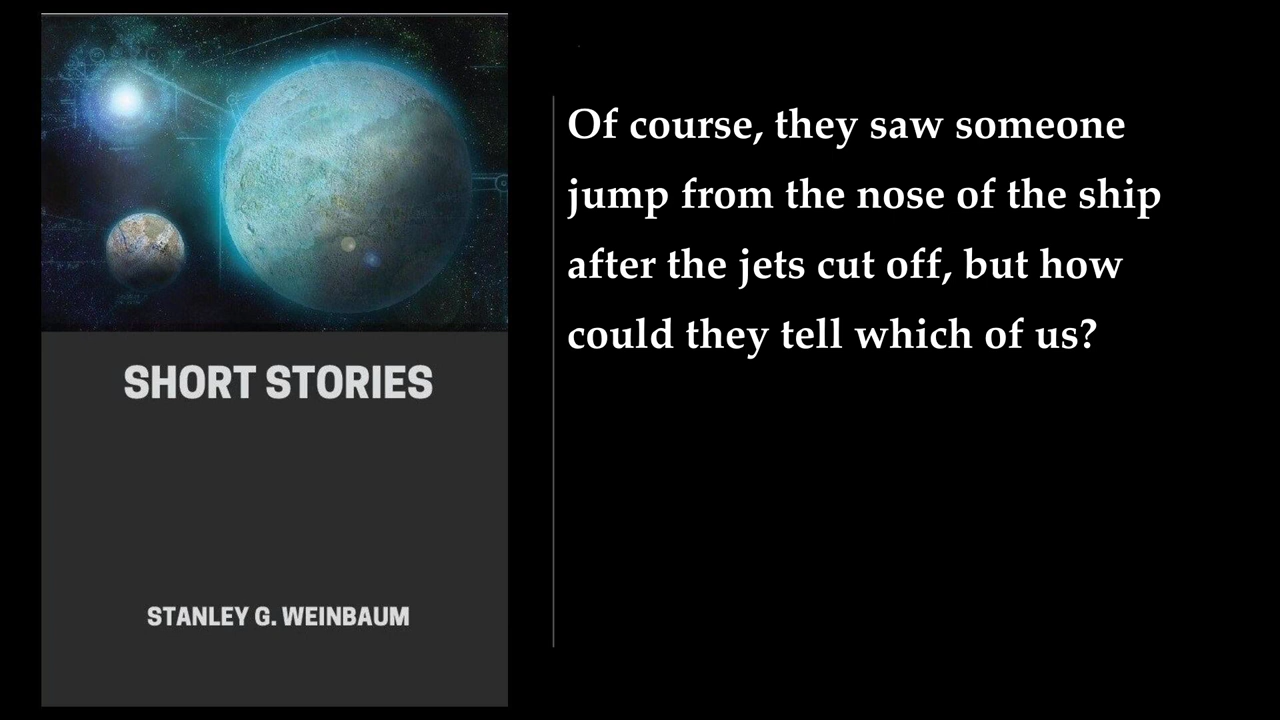 SHORT STORIES
STANLEY G. WEINBAUM
Of course, they saw someone
jump from the nose of the ship
after the jets cut off, but how
could they tell which of us?